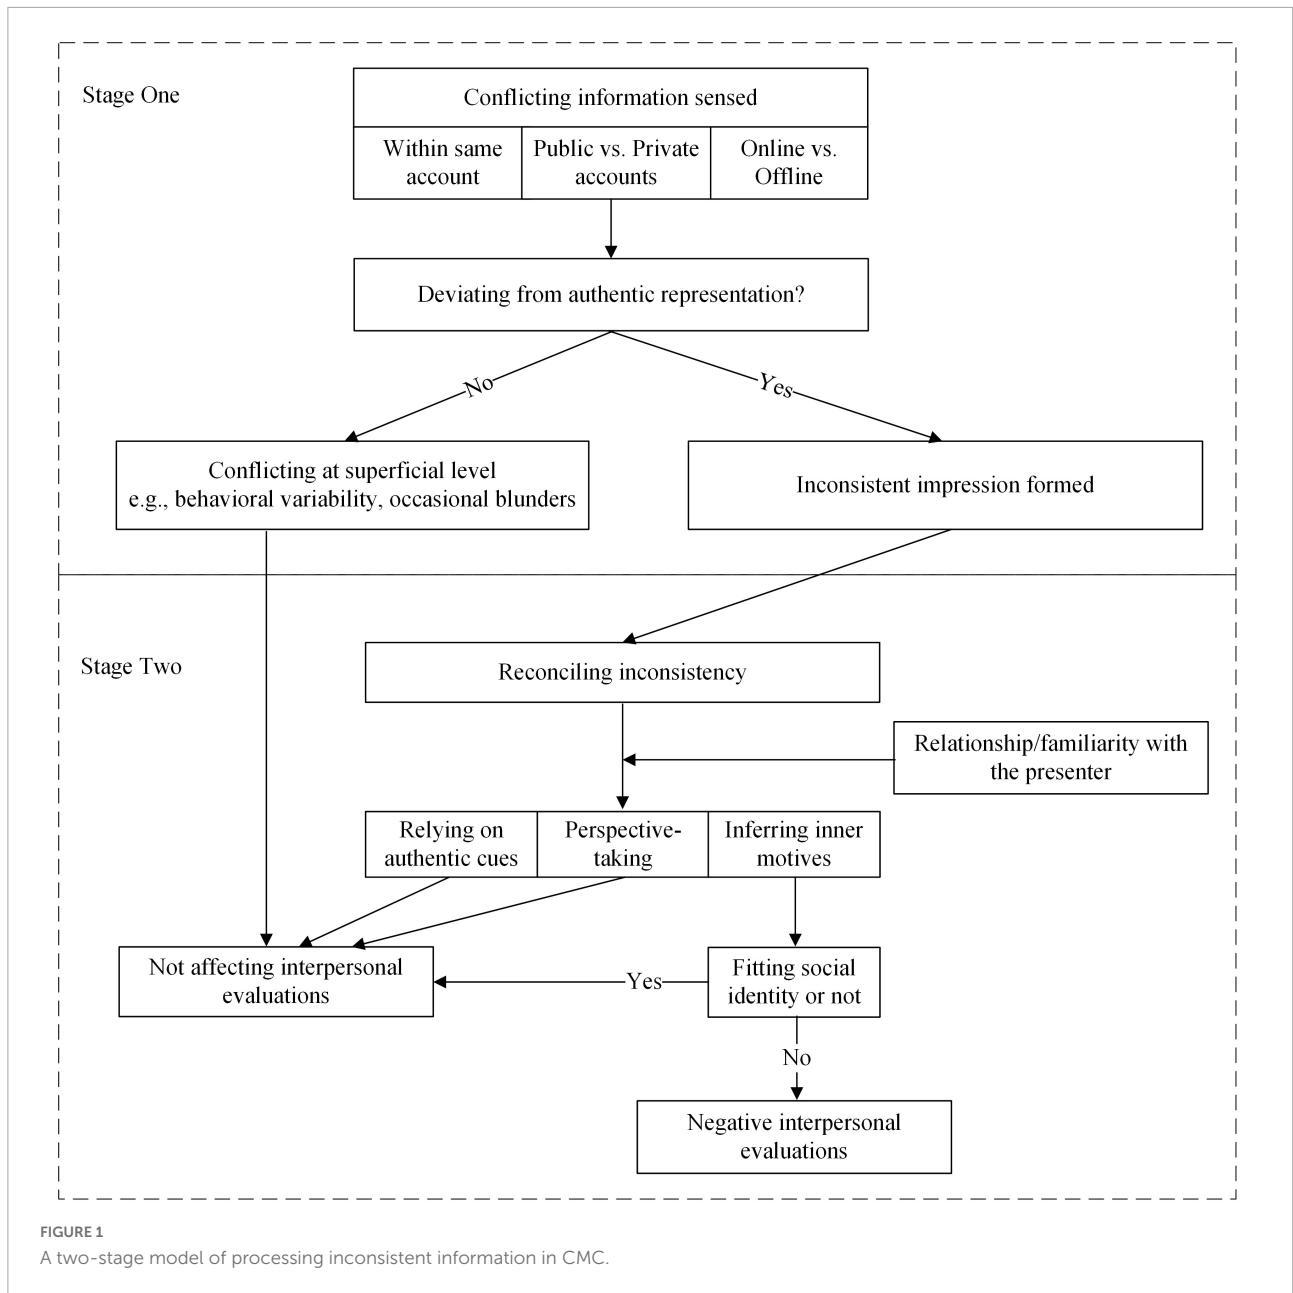 Stage One
Conflicting information sensed
Within same
account
Public vs. Private
accounts
Online vs.
Offline
Deviating from authentic representation?
No
Yes
Conflicting at superficial level
e.g., behavioral variability, occasional blunders
Inconsistent impression formed
Stage Two
Reconciling inconsistency
Relationship/familiarity with
the presenter
Relying on
authentic cues
Perspective-
taking
Inferring inner
motives
Not affecting interpersonal
evaluations
Yes
Fitting social
identity or not
No
Negative interpersonal
evaluations
FIGURE 1
A two-stage model of processing inconsistent information in CMC.